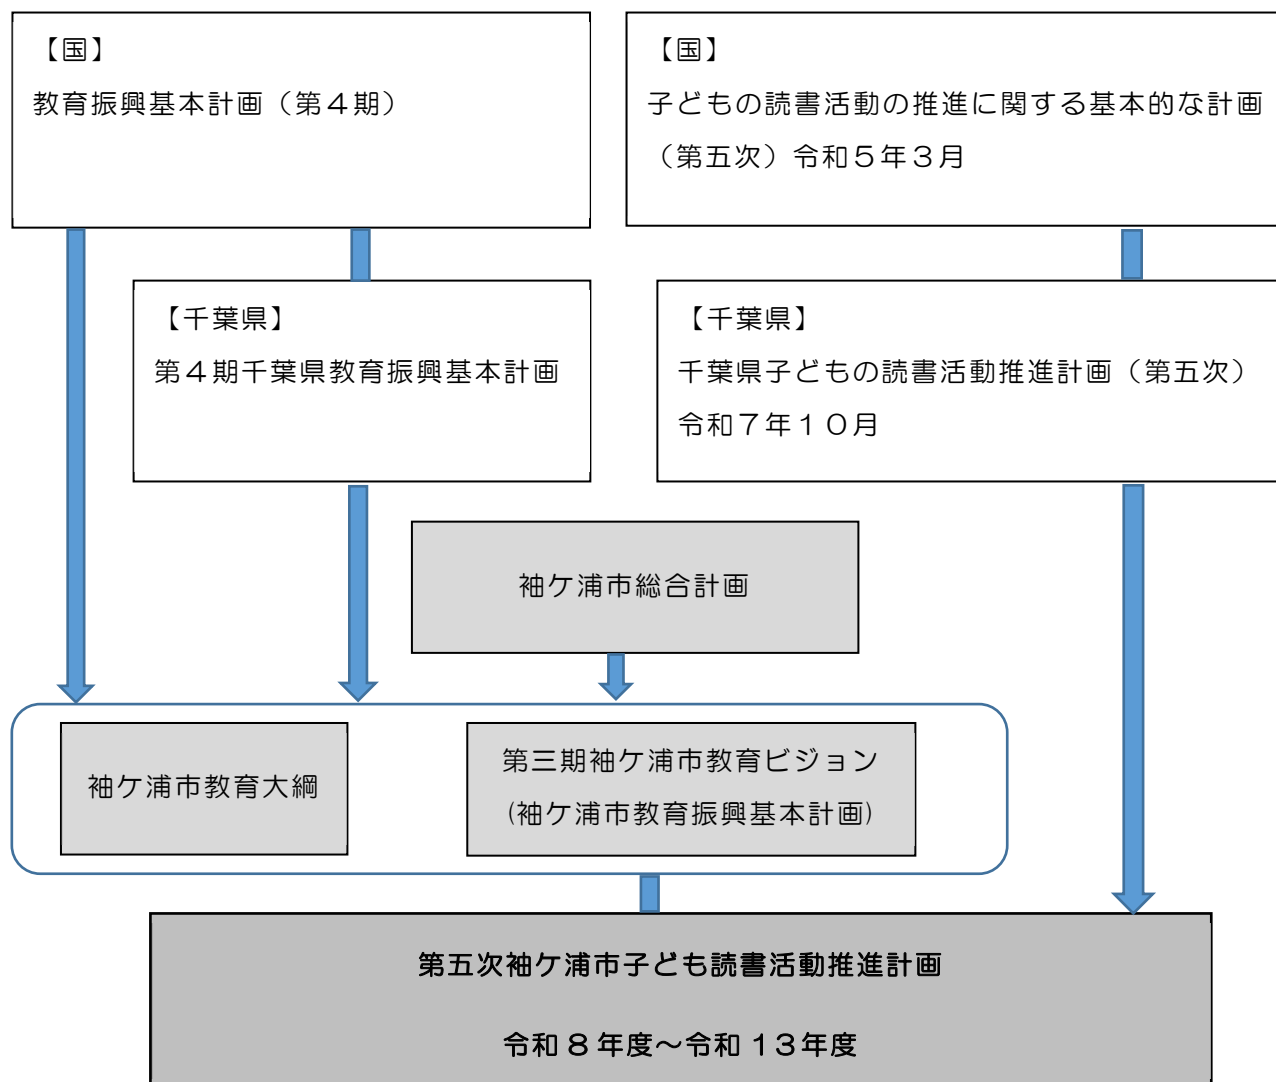 【国】
教育振興基本計画（第４期）
【国】
子どもの読書活動の推進に関する基本的な計画
（第五次）令和５年３月
【千葉県】
第４期千葉県教育振興基本計画
【千葉県】
千葉県子どもの読書活動推進計画（第五次）
令和７年１０月
袖ケ浦市総合計画
袖ケ浦市教育大綱
第三期袖ケ浦市教育ビジョン
(袖ケ浦市教育振興基本計画)
第五次袖ケ浦市子ども読書活動推進計画
令和８年度～令和１３年度